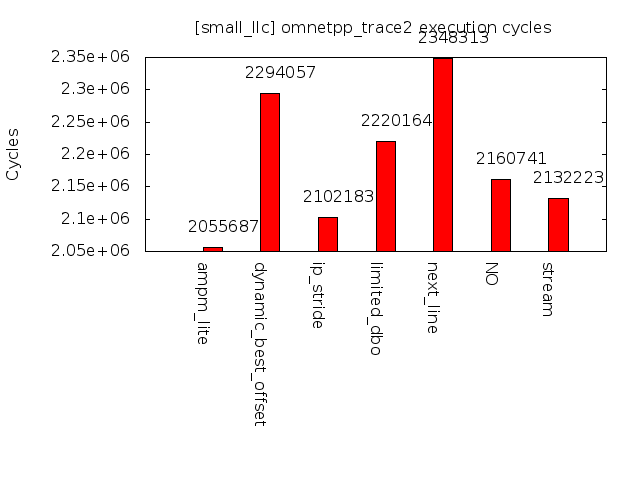 [small_llc] omnetpp_trace2 execution cycles
Cycles
2.35e+06
2.3e+06
2.25e+06
2.2e+06
2.15e+06
2.1e+06
2.05e+06
2055687
2294057
2102183
2220164
2348313
2160741
2132223
ampm_lite
dynamic_best_offset
ip_stride
limited_dbo
next_line
NO
stream